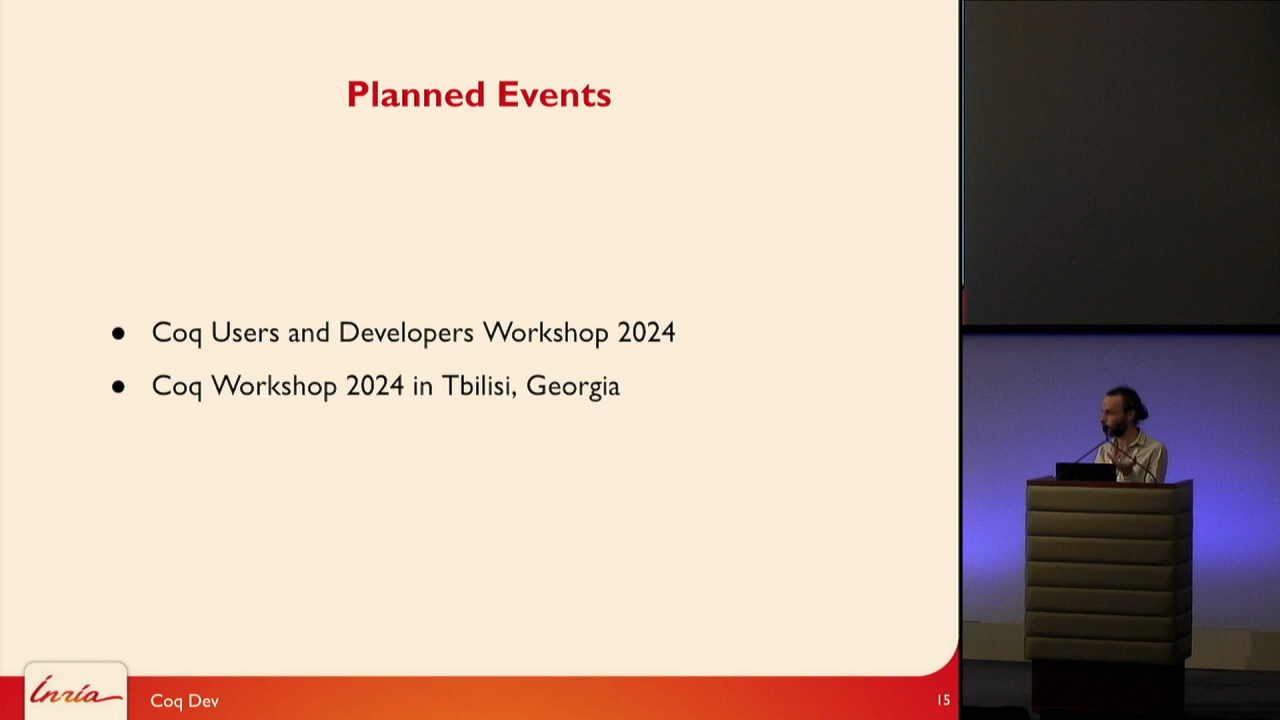 Planned Events
● Coq Users and Developers Workshop 2024
● Coq Workshop 2024 in Tbilisi, Georgia
Inria
Coq Dev
15